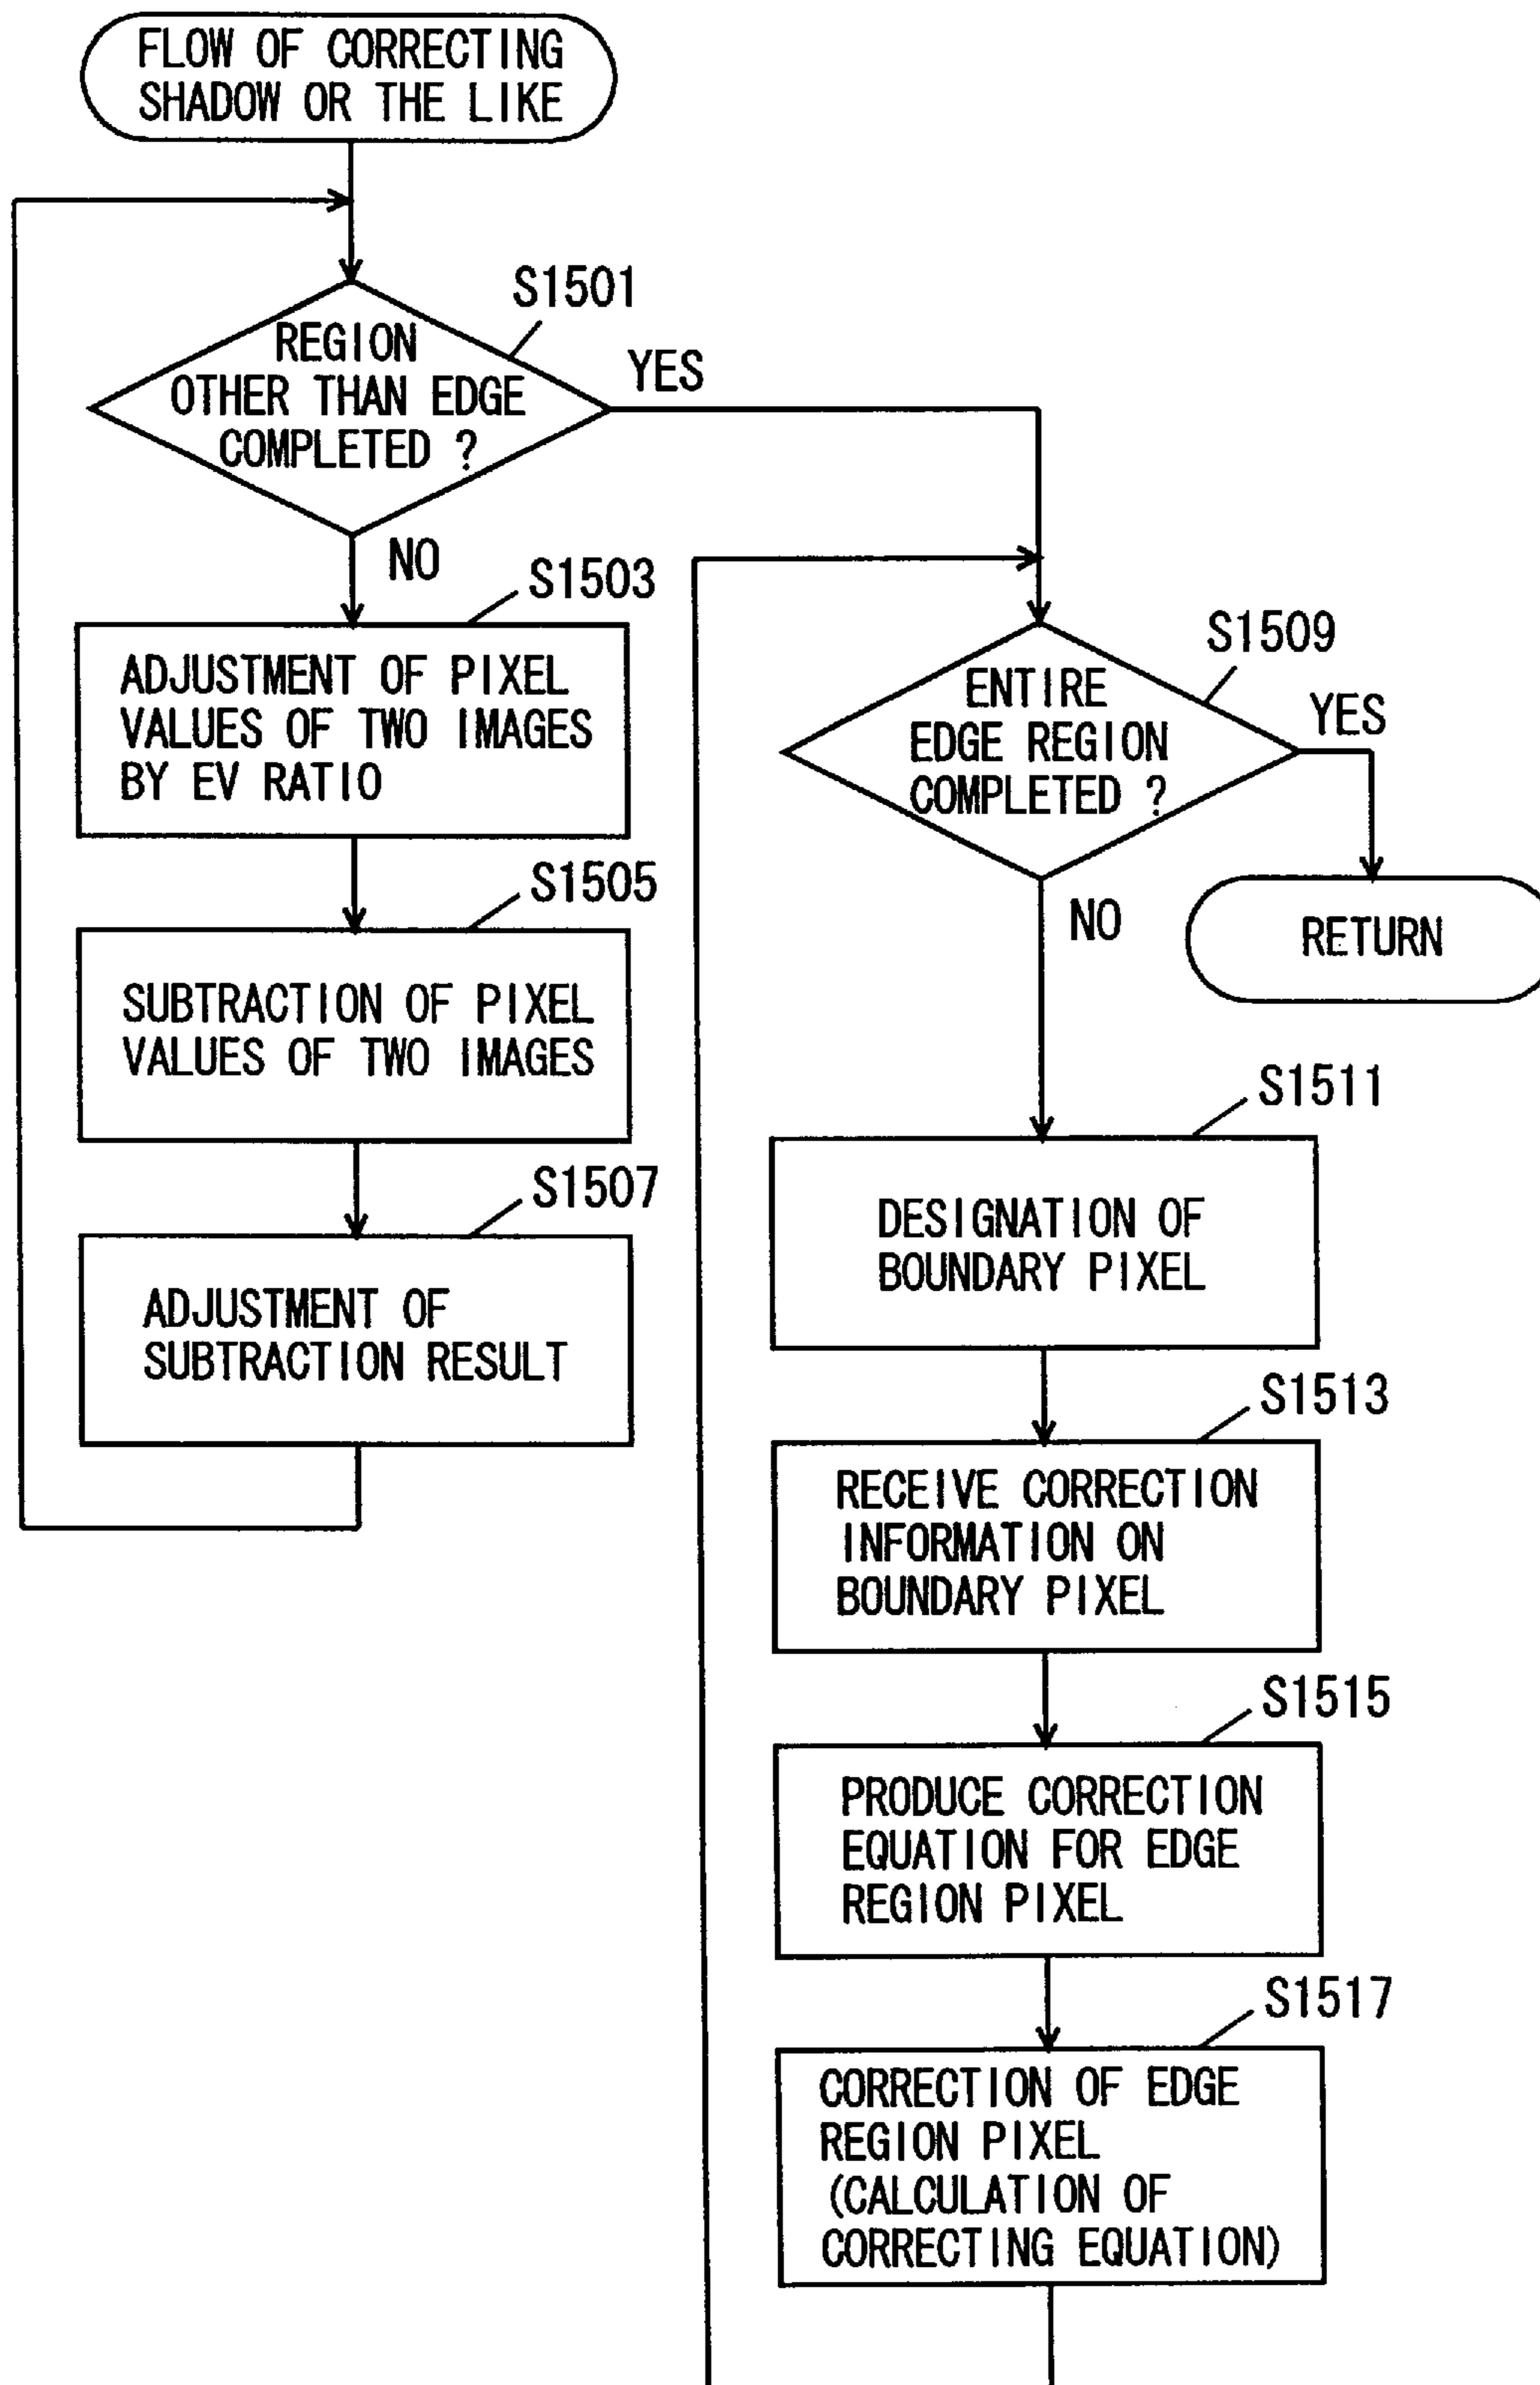 FLOW OF CORRECTING
SHADOW OR THE LIKE
S1501
REGION
OTHER THAN EDGE
COMPLETED ?
YES
NO
S1503
ADJUSTMENT OF PIXEL
VALUES OF TWO IMAGES
BY EV RATIO
S1505
SUBTRACTION OF PIXEL
VALUES OF TWO IMAGES
S1507
ADJUSTMENT OF
SUBTRACTION RESULT
S1509
ENTIRE
EDGE REGION
COMPLETED ?
YES
RETURN
NO
S1511
DESIGNATION OF
BOUNDARY PIXEL
S1513
RECEIVE CORRECTION
INFORMATION ON
BOUNDARY PIXEL
S1515
PRODUCE CORRECTION
EQUATION FOR EDGE
REGION PIXEL
S1517
CORRECTION OF EDGE
REGION PIXEL
(CALCULATION OF
CORRECTING EQUATION)